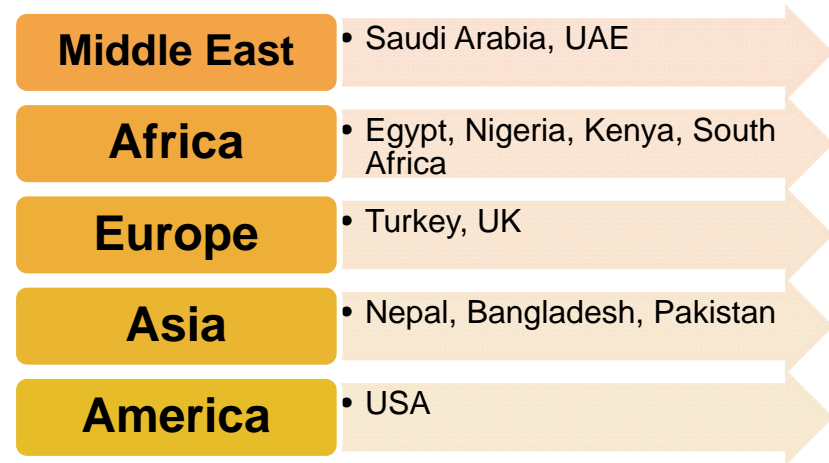 Middle East
• Saudi Arabia, UAE
Africa
• Egypt, Nigeria, Kenya, South
Africa
Europe
• Turkey, UK
Asia
• Nepal, Bangladesh, Pakistan
America
• USA